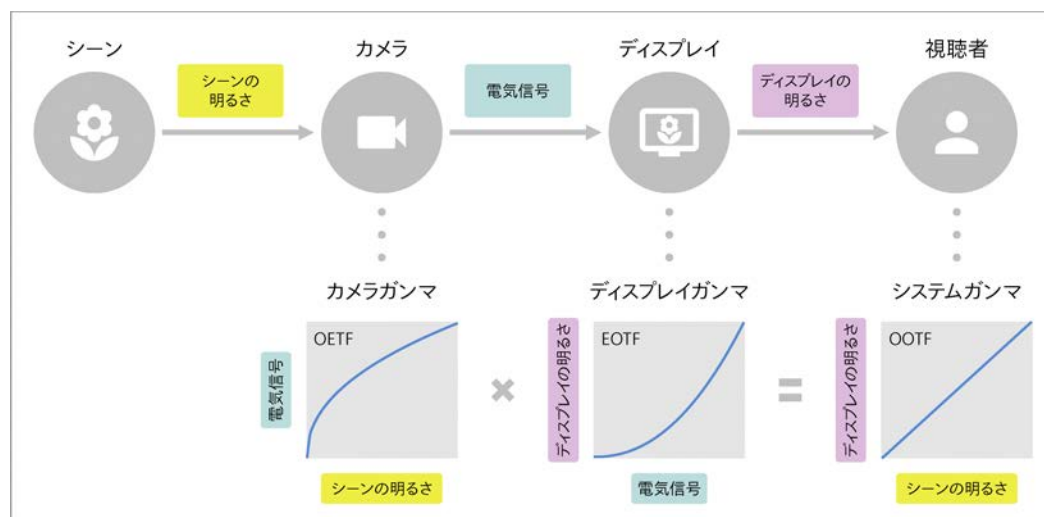 シーン
カメラ
ディスプレイ
視聴者
シーンの
明るさ
電気信号
ディスプレイの
明るさ
カメラガンマ
ディスプレイガンマ
システムガンマ
電気信号
OETF
シーンの明るさ
ディスプレイの明るさ
EOTF
電気信号
ディスプレイの明るさ
OOTF
シーンの明るさ